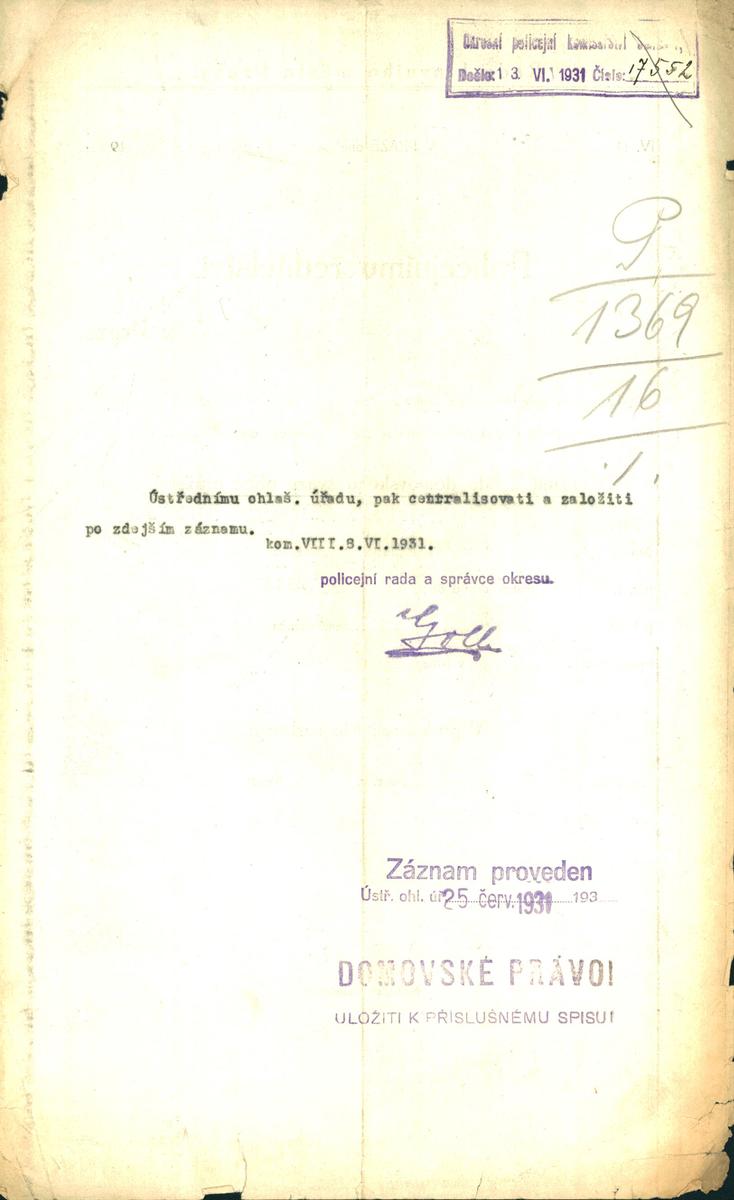 Okresní policejní komisařství
Došlo: 13 VI. 1931 Číslo: 17552
P.
1369
16
./.
Ústřednímu ohlaš. úřadu, pak centralisovati a založiti
po zdejším záznamu.
kom.VIII.8.VI.1931.
policejní rada a správce okresu.
Goll
Záznam proveden
Ústř. ohl. úř. 25 červ. 1931 193
DOMOVSKÉ PRÁVO!
ULOŽITI K PŘÍSLUŠNÉMU SPISU!